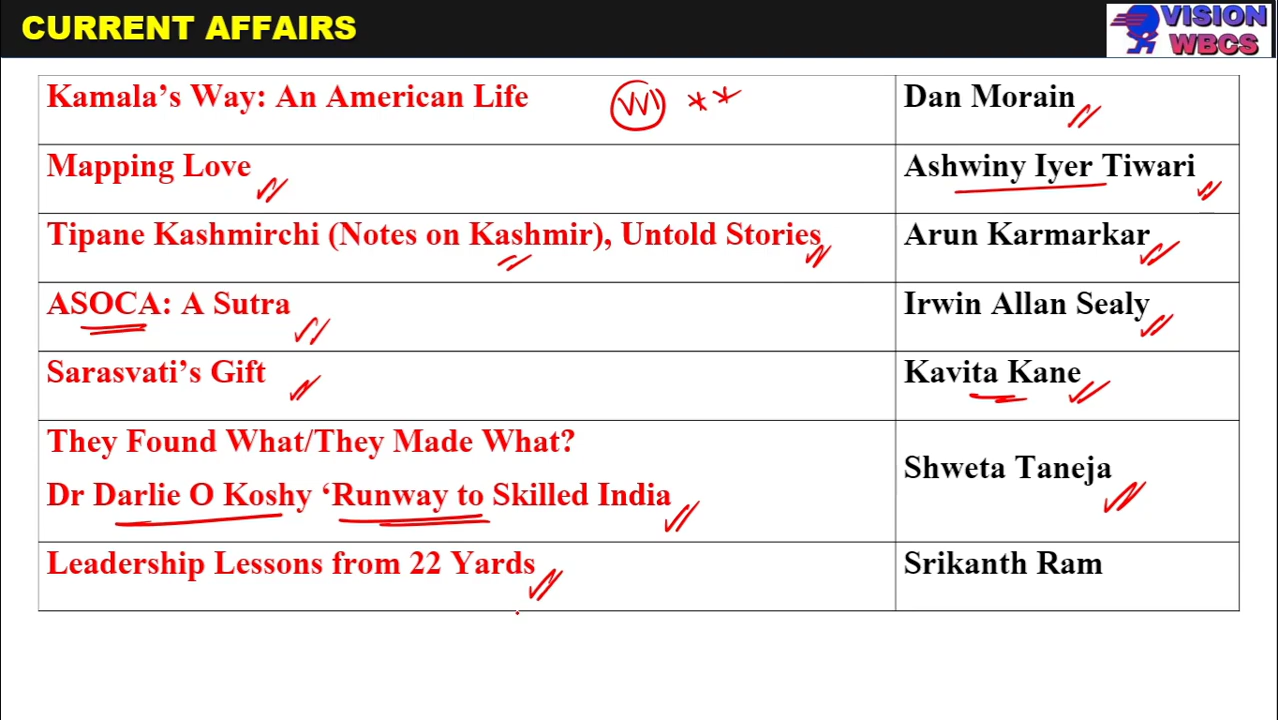 CURRENT AFFAIRS
VISION
WBCS
Kamala’s Way: An American Life VVI ** Dan Morain
Mapping Love Ashwiny Iyer Tiwari
Tipane Kashmirchi (Notes on Kashmir), Untold Stories Arun Karmarkar
ASOCA: A Sutra Irwin Allan Sealy
Sarasvati’s Gift Kavita Kane
They Found What/They Made What?
Dr Darlie O Koshy ‘Runway to Skilled India
Shweta Taneja
Leadership Lessons from 22 Yards Srikanth Ram